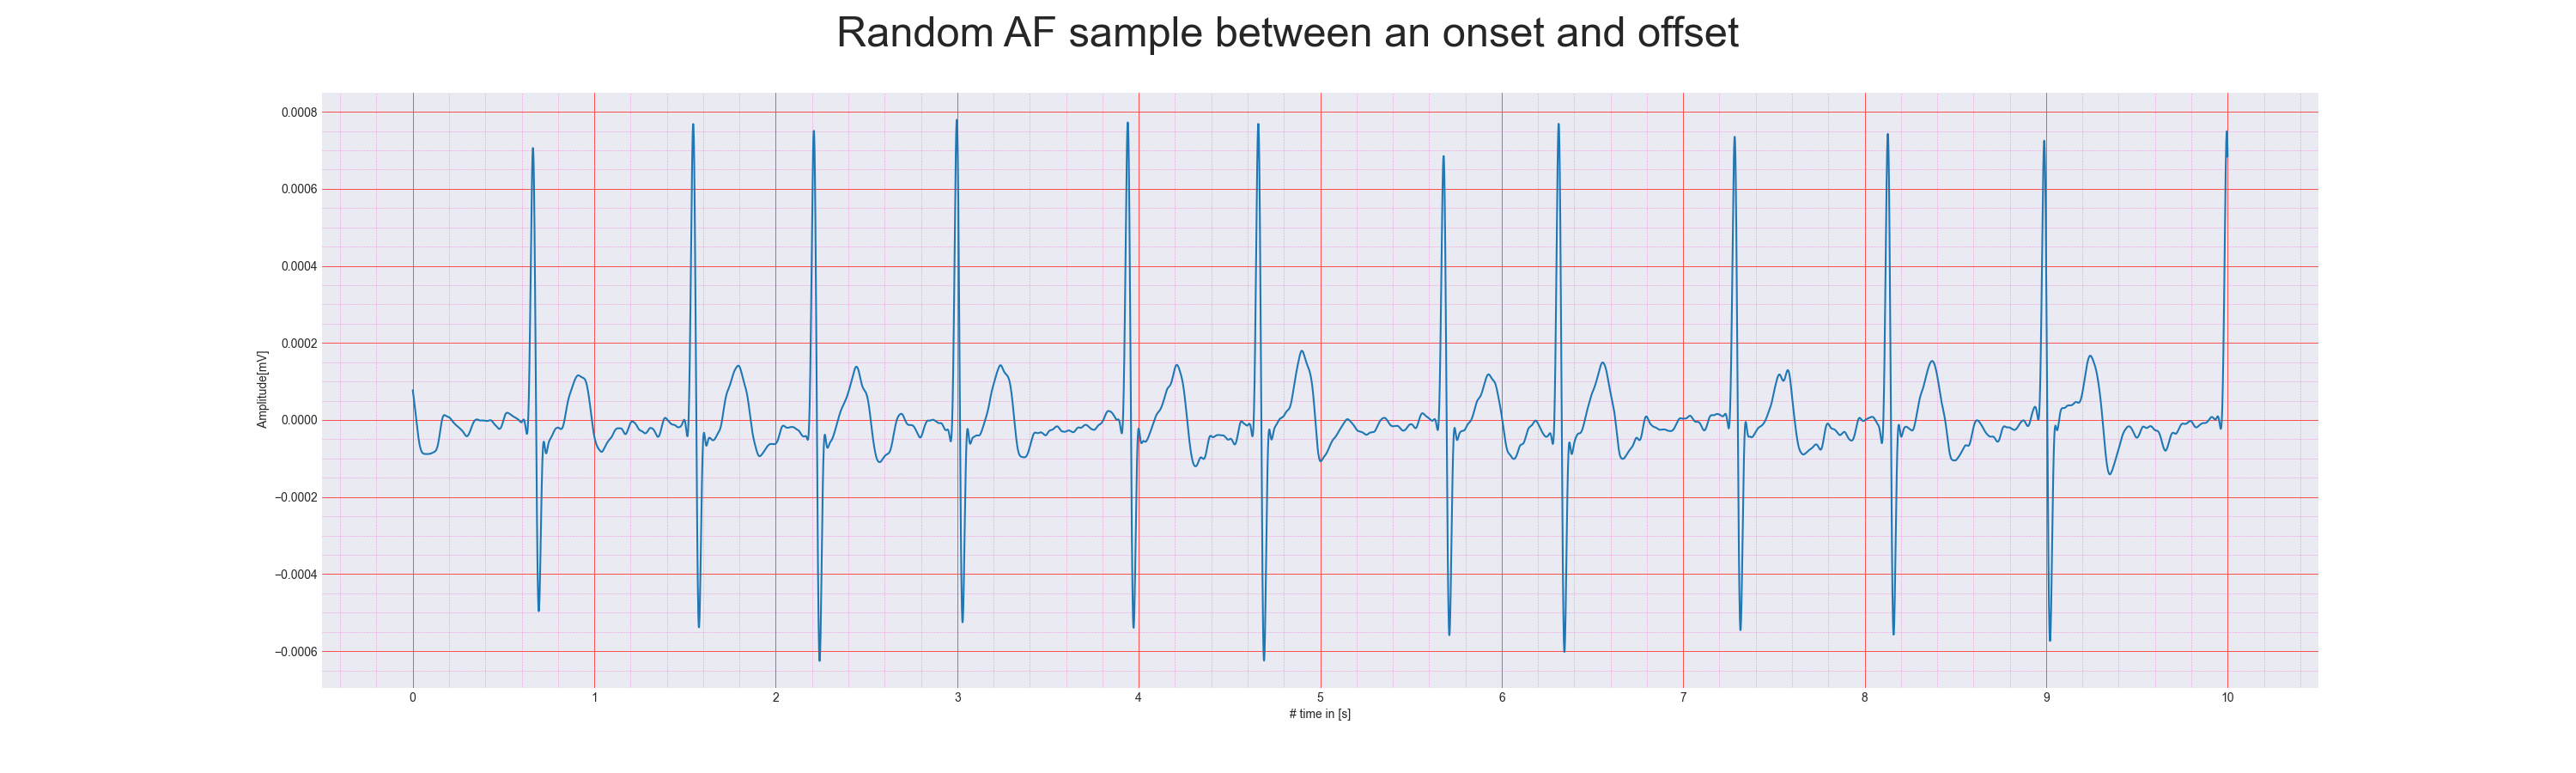 Random AF sample between an onset and offset
0.0008
0.0006
0.0004
0.0002
0.0000
−0.0002
−0.0004
−0.0006
Amplitude[mV]
0 1 2 3 4 5 6 7 8 9 10
# time in [s]